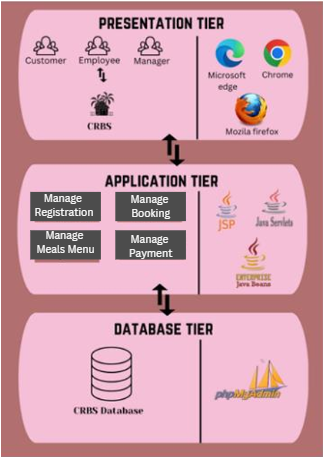 PRESENTATION TIER
Customer
Employee
Manager
CRBS
Microsoft
edge
Chrome
Mozila firefox
APPLICATION TIER
Manage
Registration
Manage
Booking
Manage
Meals Menu
Manage
Payment
JSP
Java Servlets
ENTERPRISE
Java Beans
DATABASE TIER
CRBS Database
phpMyAdmin